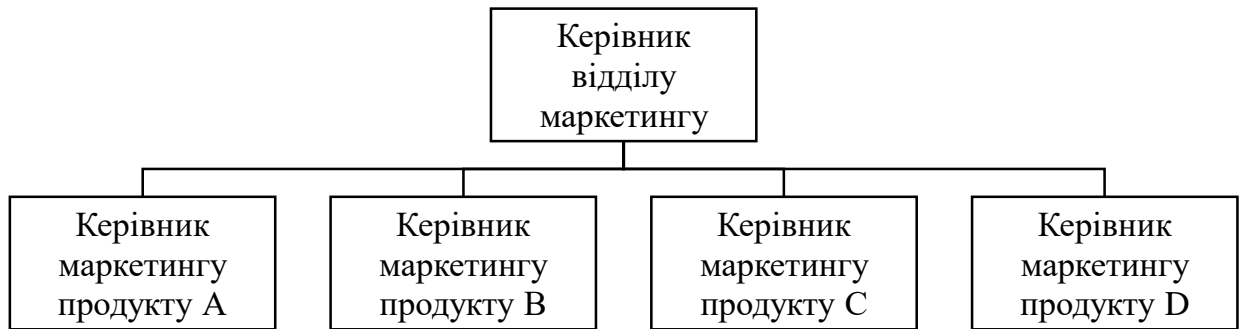 Керівник
відділу
маркетингу
Керівник
маркетингу
продукту A
Керівник
маркетингу
продукту B
Керівник
маркетингу
продукту C
Керівник
маркетингу
продукту D